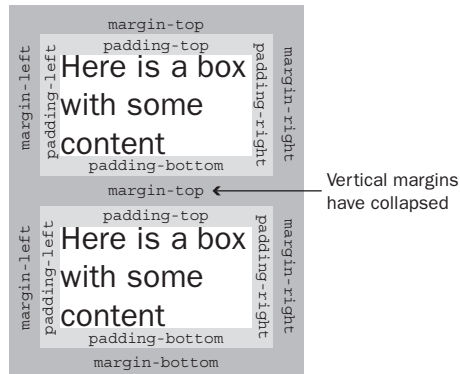 margin-top
padding-top
margin-left
padding-left
Here is a box
with some
content
padding-right
margin-right
padding-bottom
margin-top
Vertical margins
have collapsed
padding-top
margin-left
padding-left
Here is a box
with some
content
padding-right
margin-right
padding-bottom
margin-bottom